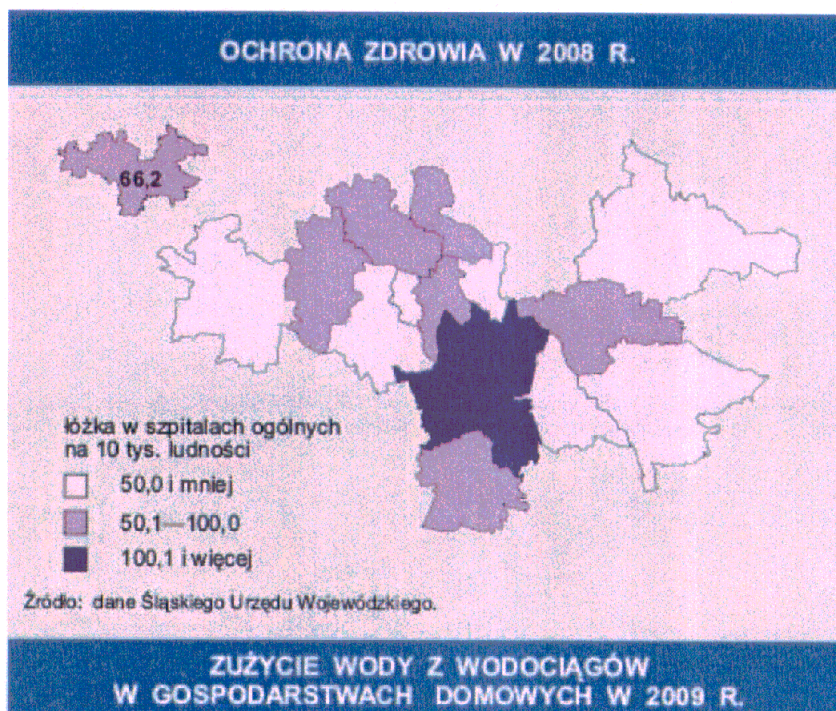 OCHRONA ZDROWIA W 2008 R.
66,2
łóżka w szpitalach ogólnych
na 10 tys. ludności
50,0 i mniej
50,1—100,0
100,1 i więcej
Źródło: dane Śląskiego Urzędu Wojewódzkiego.
ZUŻYCIE WODY Z WODOCIĄGÓW
W GOSPODARSTWACH DOMOWYCH W 2009 R.